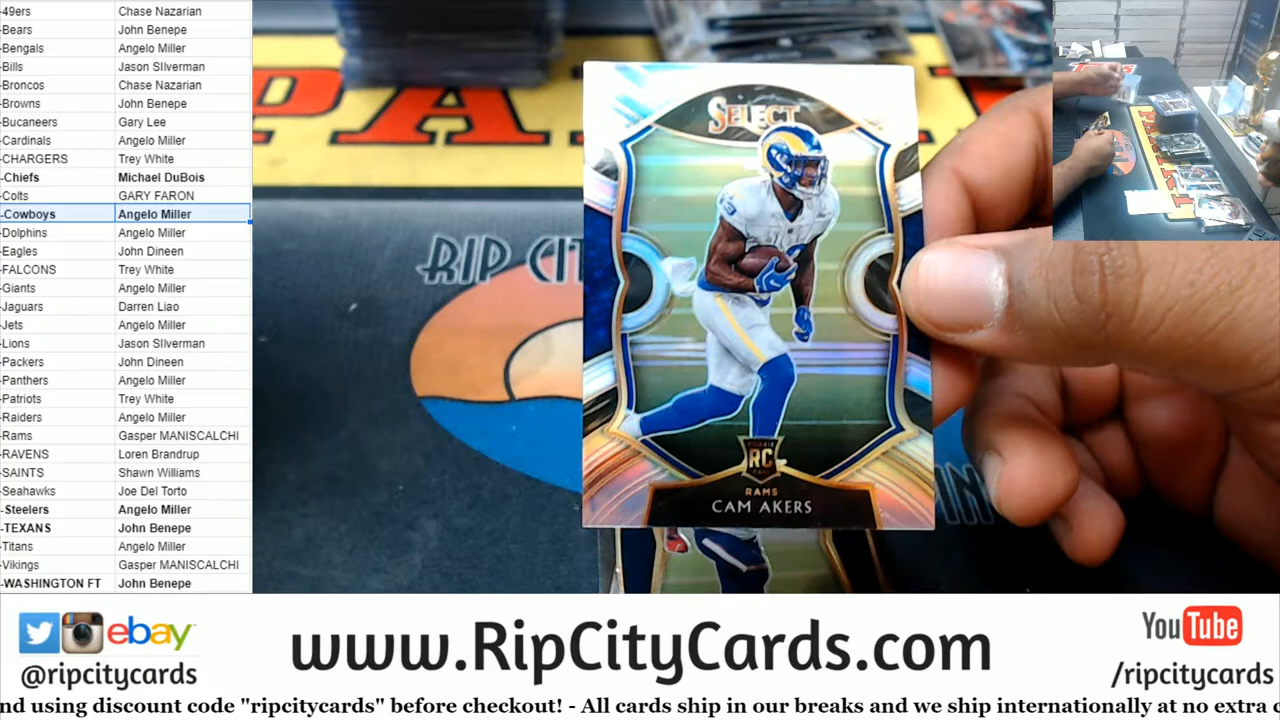 -49ers Chase Nazarian
-Bears John Benepe
-Bengals Angelo Miller
-Bills Jason SIlverman
-Broncos Chase Nazarian
-Browns John Benepe
-Bucaneers Gary Lee
-Cardinals Angelo Miller
-CHARGERS Trey White
-Chiefs Michael DuBois
-Colts GARY FARON
-Cowboys Angelo Miller
-Dolphins Angelo Miller
-Eagles John Dineen
-FALCONS Trey White
-Giants Angelo Miller
-Jaguars Darren Liao
-Jets Angelo Miller
-Lions Jason SIlverman
-Packers John Dineen
-Panthers Angelo Miller
-Patriots Trey White
-Raiders Angelo Miller
-Rams Gasper MANISCALCHI
-RAVENS Loren Brandrup
-SAINTS Shawn Williams
-Seahawks Joe Del Torto
-Steelers Angelo Miller
-TEXANS John Benepe
-Titans Angelo Miller
-Vikings Gasper MANISCALCHI
-WASHINGTON FT John Benepe
RIP CIT
SELECT
RC
RAMS
CAM AKERS
ebay
@ripcitycards
www.RipCityCards.com
YouTube
/ripcitycards
nd using discount code "ripcitycards" before checkout! - All cards ship in our breaks and we ship internationally at no extra c